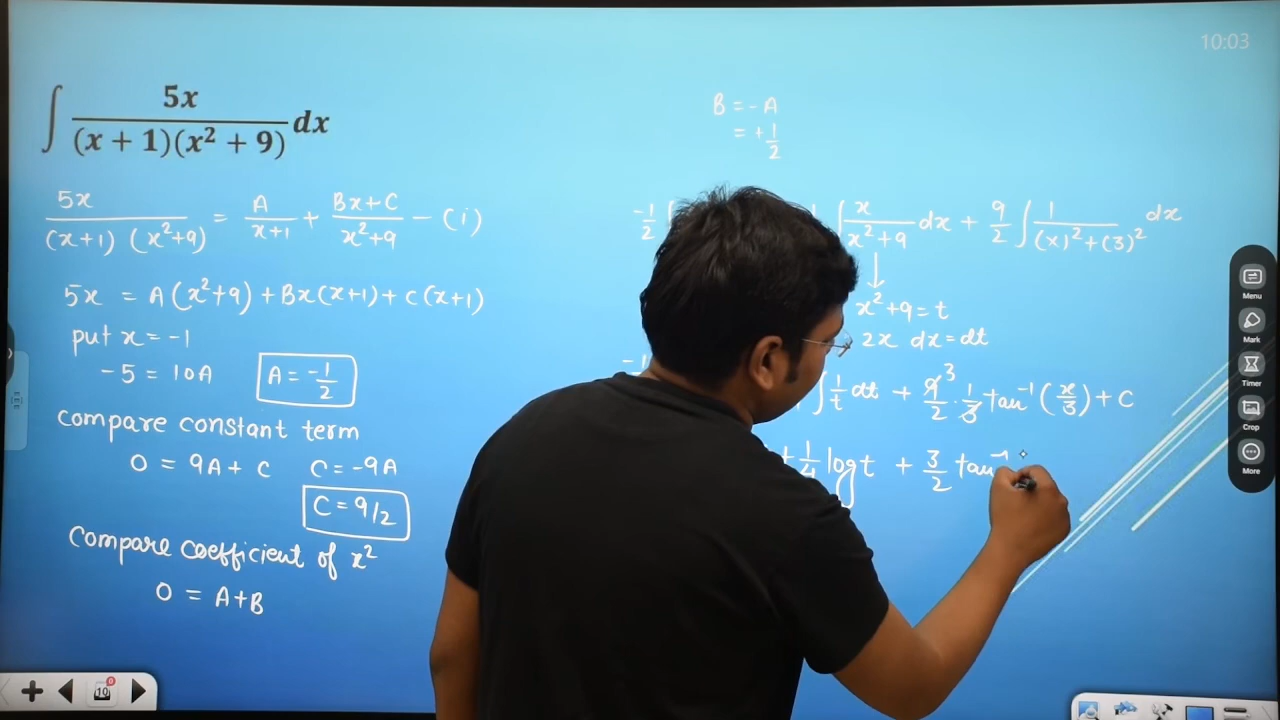 10:03
∫ 5x / (x + 1)(x² + 9) dx
5x / (x+1) (x²+9) = A / x+1 + Bx+C / x²+9 – (i)
5x = A(x²+9) + Bx(x+1) + C(x+1)
put x = -1
-5 = 10A A = -1/2
compare constant term
0 = 9A + C C = -9A
C = 9/2
Compare coefficient of x²
0 = A+B
B = -A
= +1/2
-1/2 ∫ x / x²+9 dx + 9/2 ∫ 1 / (x)²+(3)² dx
x²+9 = t
2x dx = dt
∫ 1/t dt + 9/2 3 · 1/3 tan⁻¹ (x/3) + C
+ 1/4 log t + 3/2 tan⁻¹
Menu
Mark
Timer
Crop
More
10